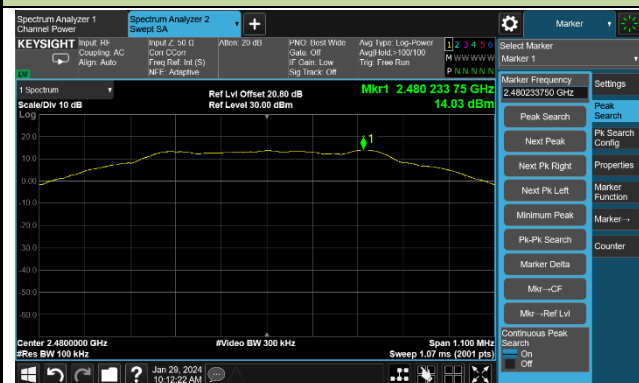 Spectrum Analyzer 1
Channel Power
Spectrum Analyzer 2
Swept SA
Marker
KEYSIGHT
Input: RF
Coupling: AC
Align: Auto
Input Z: 50 Ω
Corr CCorr
Freq Ref: Int (S)
NFE: Adaptive
Atten: 20 dB
PNO: Best Wide
Gate: Off
IF Gain: Low
Sig Track: Off
Avg Type: Log-Power
Avg|Hold:>100/100
Trig: Free Run
1 2 3 4 5 6
M W W W W W
P N N N N N
LXI
Select Marker
Marker 1
1 Spectrum
Scale/Div 10 dB
Log
Ref Lvl Offset 20.80 dB
Ref Level 30.00 dBm
Mkr1 2.480 233 75 GHz
14.03 dBm
1
20.0
10.0
0.00
-10.0
-20.0
-30.0
-40.0
-50.0
-60.0
Center 2.4800000 GHz
#Res BW 100 kHz
#Video BW 300 kHz
Span 1.100 MHz
Sweep 1.07 ms (2001 pts)
Jan 29, 2024
10:12:22 AM
Marker Frequency
2.480233750 GHz
Peak Search
Next Peak
Next Pk Right
Next Pk Left
Minimum Peak
Pk-Pk Search
Marker Delta
Mkr→CF
Mkr→Ref Lvl
Continuous Peak
Search
On
Off
Settings
Peak
Search
Pk Search
Config
Properties
Marker
Function
Marker→
Counter